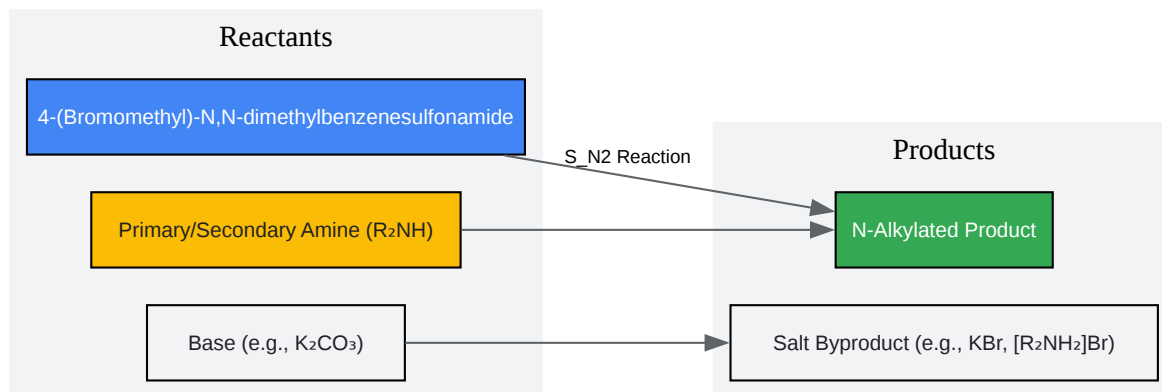 Reactants
4-(Bromomethyl)-N,N-dimethylbenzenesulfonamide
S_N2 Reaction
Products
Primary/Secondary Amine (R₂NH)
N-Alkylated Product
Base (e.g., K₂CO₃)
Salt Byproduct (e.g., KBr, [R₂NH₂]Br)